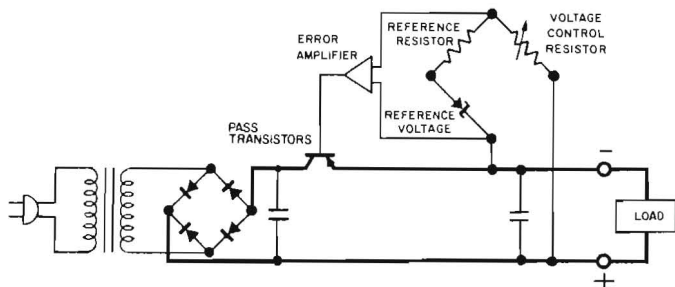 REFERENCE
RESISTOR
VOLTAGE
CONTROL
RESISTOR
ERROR
AMPLIFIER
REFERENCE
VOLTAGE
PASS
TRANSISTORS
−
LOAD
+